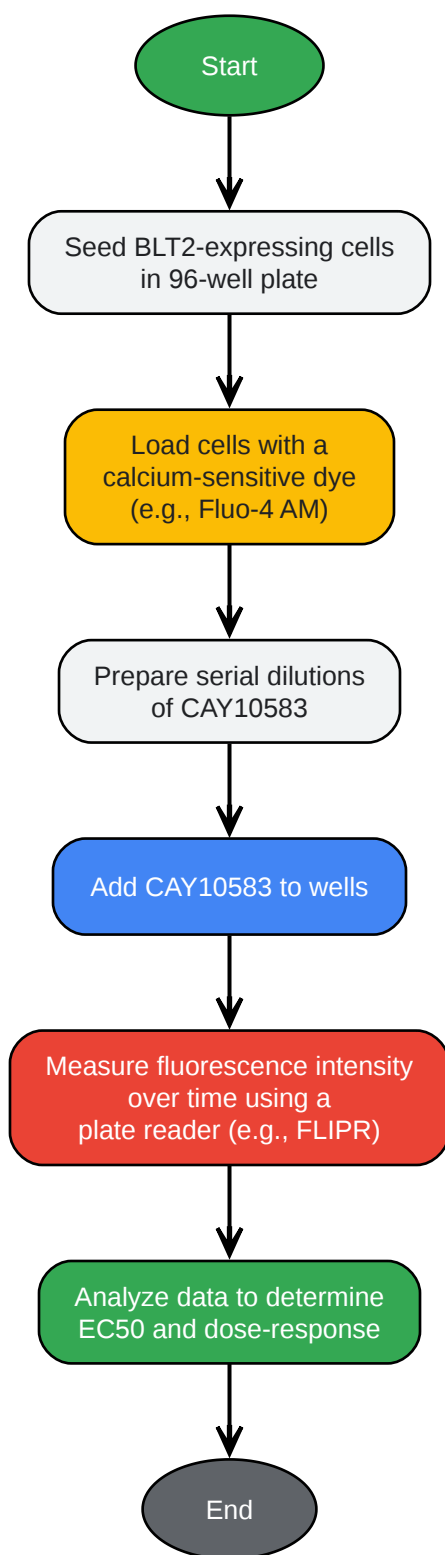 Start
Seed BLT2-expressing cells
in 96-well plate
Load cells with a
calcium-sensitive dye
(e.g., Fluo-4 AM)
Prepare serial dilutions
of CAY10583
Add CAY10583 to wells
Measure fluorescence intensity
over time using a
plate reader (e.g., FLIPR)
Analyze data to determine
EC50 and dose-response
End